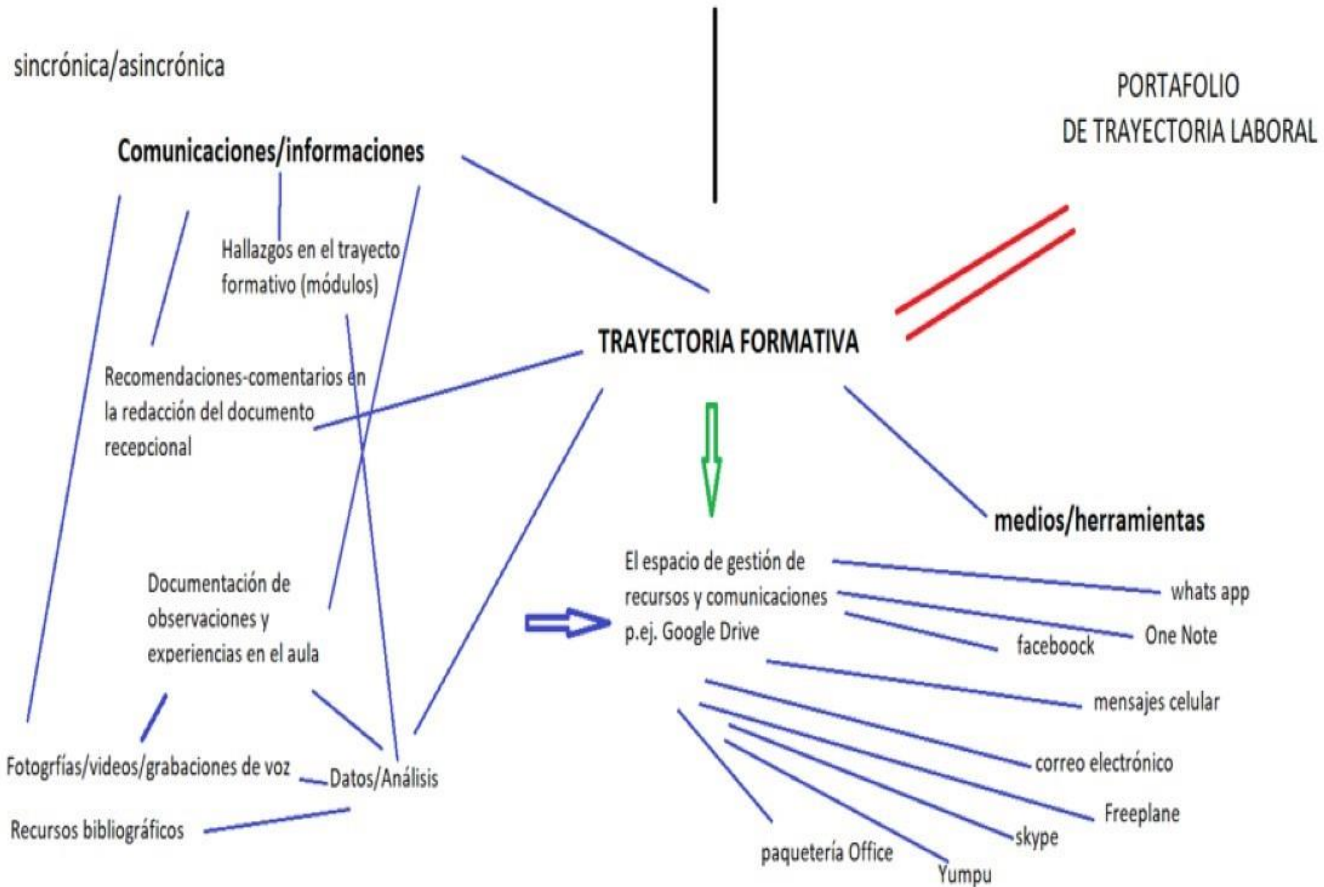 sincrónica/asincrónica
PORTAFOLIO
DE TRAYECTORIA LABORAL
Comunicaciones/informaciones
Hallazgos en el trayecto
formativo (módulos)
TRAYECTORIA FORMATIVA
Recomendaciones-comentarios en
la redacción del documento
recepcional
medios/herramientas
El espacio de gestión de
recursos y comunicaciones
p.ej. Google Drive
Documentación de
observaciones y
experiencias en el aula
whats app
One Note
faceboock
mensajes celular
correo electrónico
Freeplane
skype
Yumpu
paquetería Office
Fotogrfías/videos/grabaciones de voz
Datos/Análisis
Recursos bibliográficos